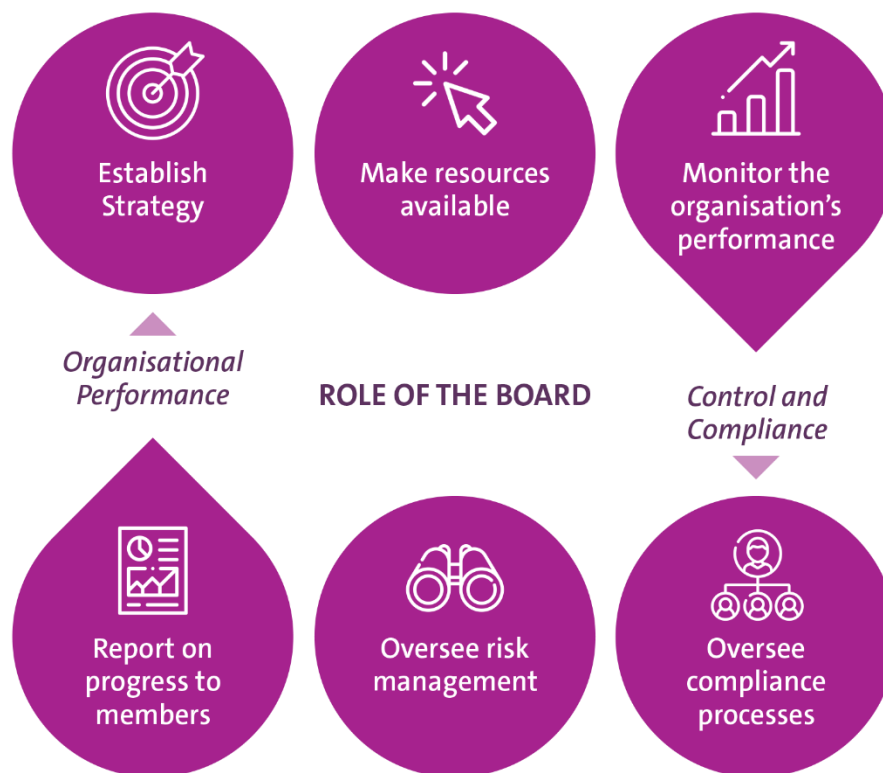 Establish
Strategy
Make resources
available
Monitor the
organisation's
performance
Organisational
Performance
ROLE OF THE BOARD
Control and
Compliance
Report on
progress to
members
Oversee risk
management
Oversee
compliance
processes